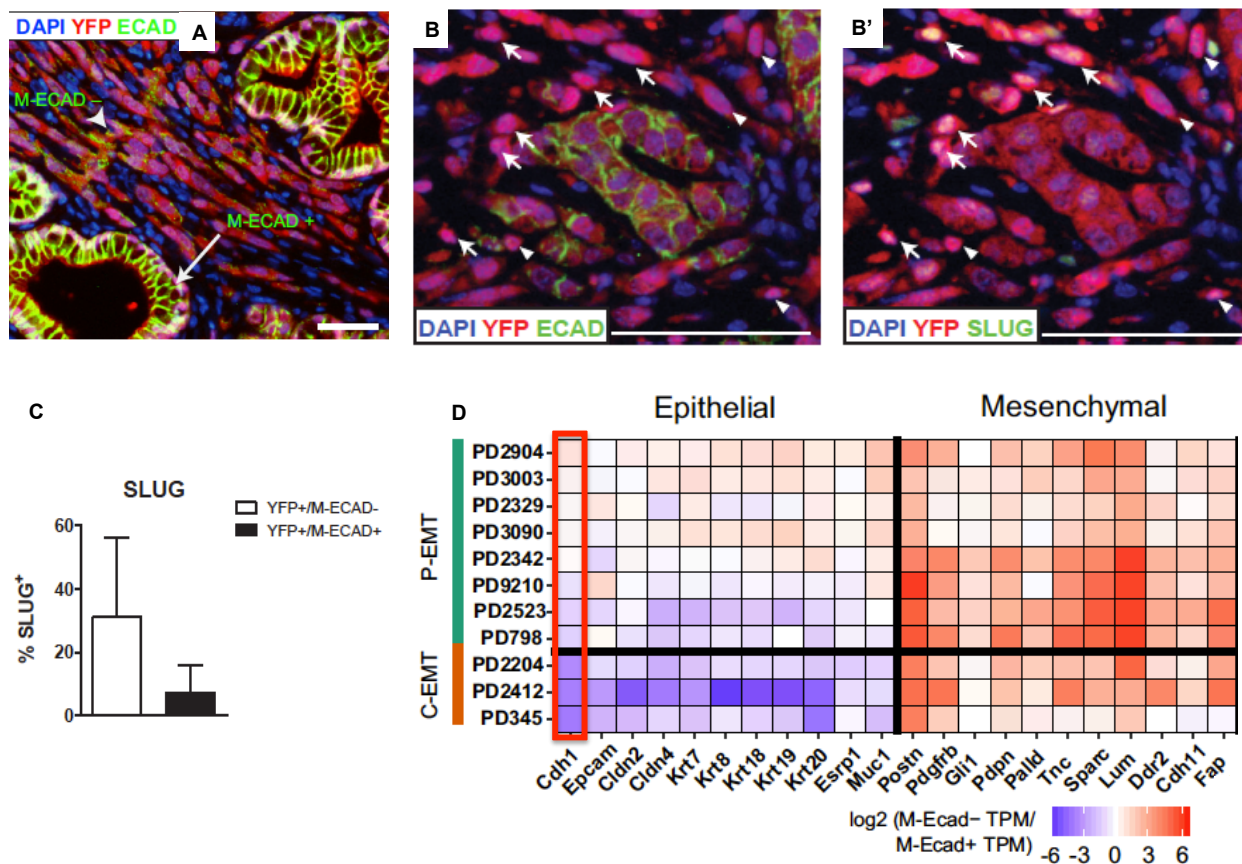 DAPI YFP ECAD
A
M-ECAD –
M-ECAD +
B
DAPI YFP ECAD
B'
DAPI YFP SLUG
C
SLUG
% SLUG+
60
40
20
0
YFP+/M-ECAD-
YFP+/M-ECAD+
D
Epithelial
Mesenchymal
P-EMT
C-EMT
PD2904
PD3003
PD2329
PD3090
PD2342
PD9210
PD2523
PD798
PD2204
PD2412
PD345
Cdh1
Epcam
Cldn2
Cldn4
Krt7
Krt8
Krt18
Krt19
Krt20
Esrp1
Muc1
Postn
Pdgfrb
Gli1
Pdpn
Palld
Tnc
Sparc
Lum
Ddr2
Cdh11
Fap
log2 (M-Ecad− TPM/
M-Ecad+ TPM)
-6 -3 0 3 6